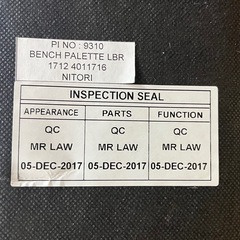 PI NO : 9310
BENCH PALETTE LBR
1712 4011716
NITORI
INSPECTION SEAL
APPEARANCE PARTS FUNCTION
QC QC QC
MR LAW MR LAW MR LAW
05-DEC-2017 05-DEC-2017 05-DEC-2017